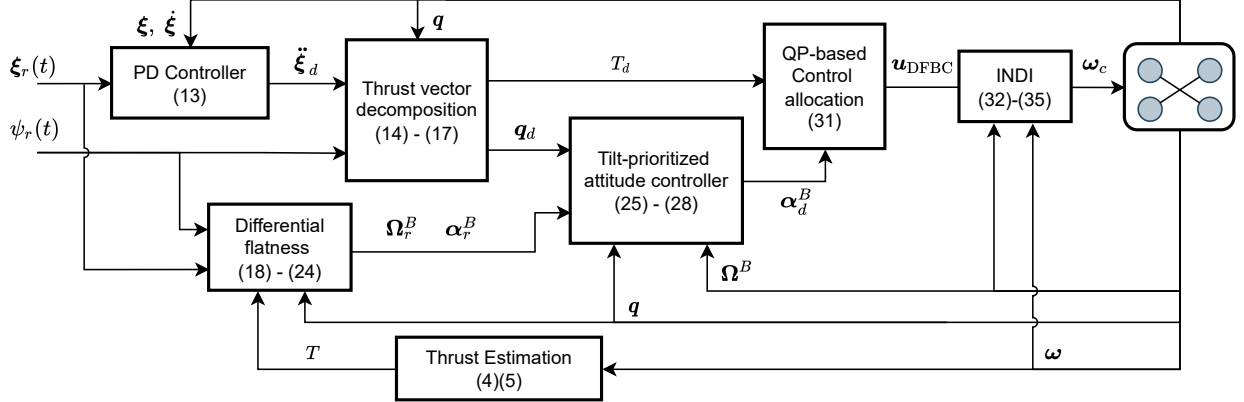 ξ, ξ̇
q
ξ_r(t)
PD Controller
(13)
ξ̈_d
Thrust vector
decomposition
(14) - (17)
T_d
QP-based
Control
allocation
(31)
u_DFBC
INDI
(32)-(35)
ω_c
ψ_r(t)
q_d
Tilt-prioritized
attitude controller
(25) - (28)
α_d^B
Differential
flatness
(18) - (24)
Ω_r^B α_r^B
Ω^B
q
T
Thrust Estimation
(4)(5)
ω